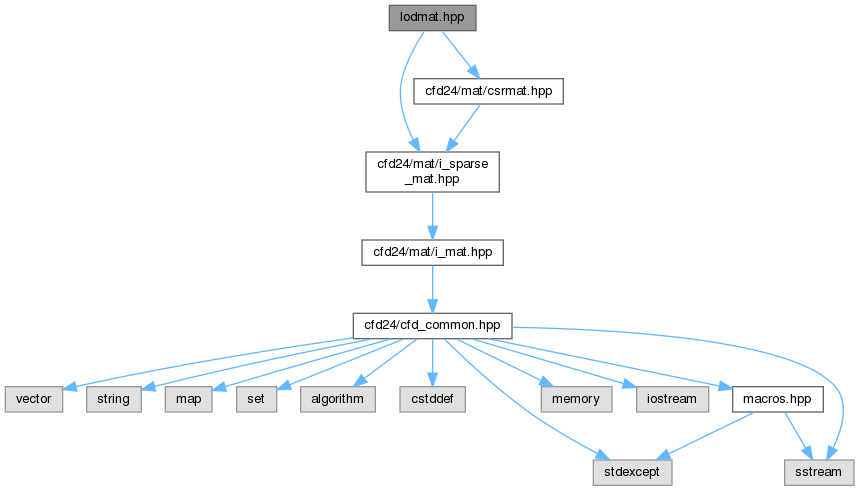 lodmat.hpp
cfd24/mat/csrmat.hpp
cfd24/mat/i_sparse
_mat.hpp
cfd24/mat/i_mat.hpp
cfd24/cfd_common.hpp
vector
string
map
set
algorithm
cstddef
memory
iostream
macros.hpp
stdexcept
sstream